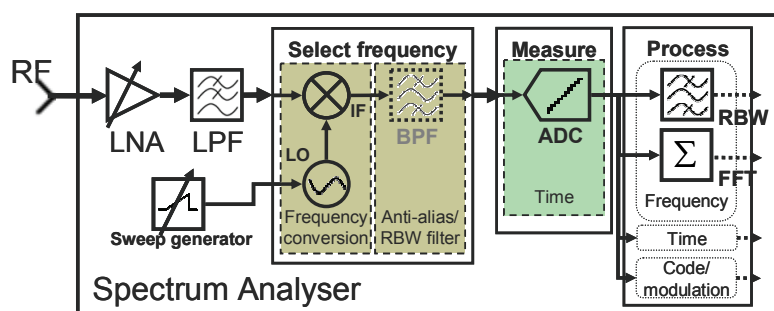 Select frequency
Measure
Process
RF
LNA
LPF
IF
BPF
LO
ADC
RBW
Σ
FFT
Sweep generator
Frequency
conversion
Anti-alias/
RBW filter
Time
Frequency
Time
Code/
modulation
Spectrum Analyser